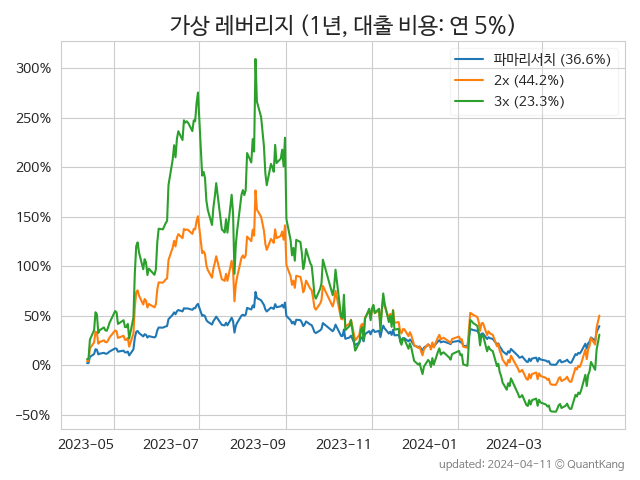 가상 레버리지 (1년, 대출 비용: 연 5%)
파마리서치 (36.6%)
2x (44.2%)
3x (23.3%)
300%
250%
200%
150%
100%
50%
0%
−50%
2023-05 2023-07 2023-09 2023-11 2024-01 2024-03
updated: 2024-04-11 © QuantKang